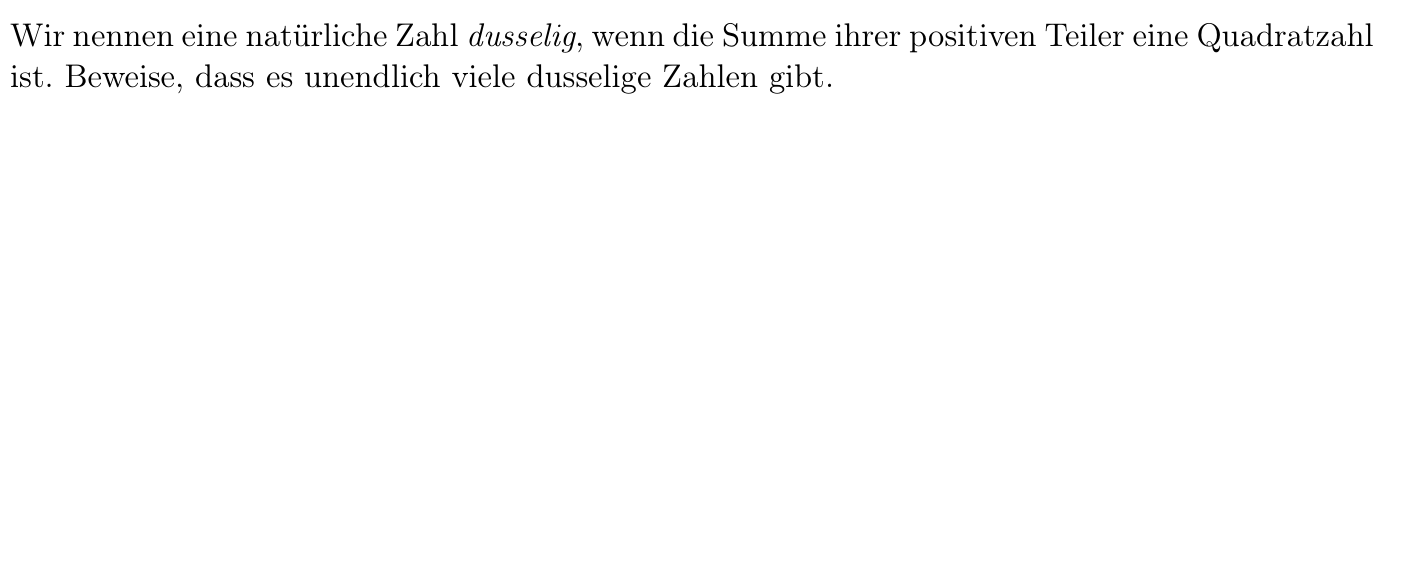 Wir nennen eine natürliche Zahl dusselig, wenn die Summe ihrer positiven Teiler eine Quadratzahl
ist. Beweise, dass es unendlich viele dusselige Zahlen gibt.